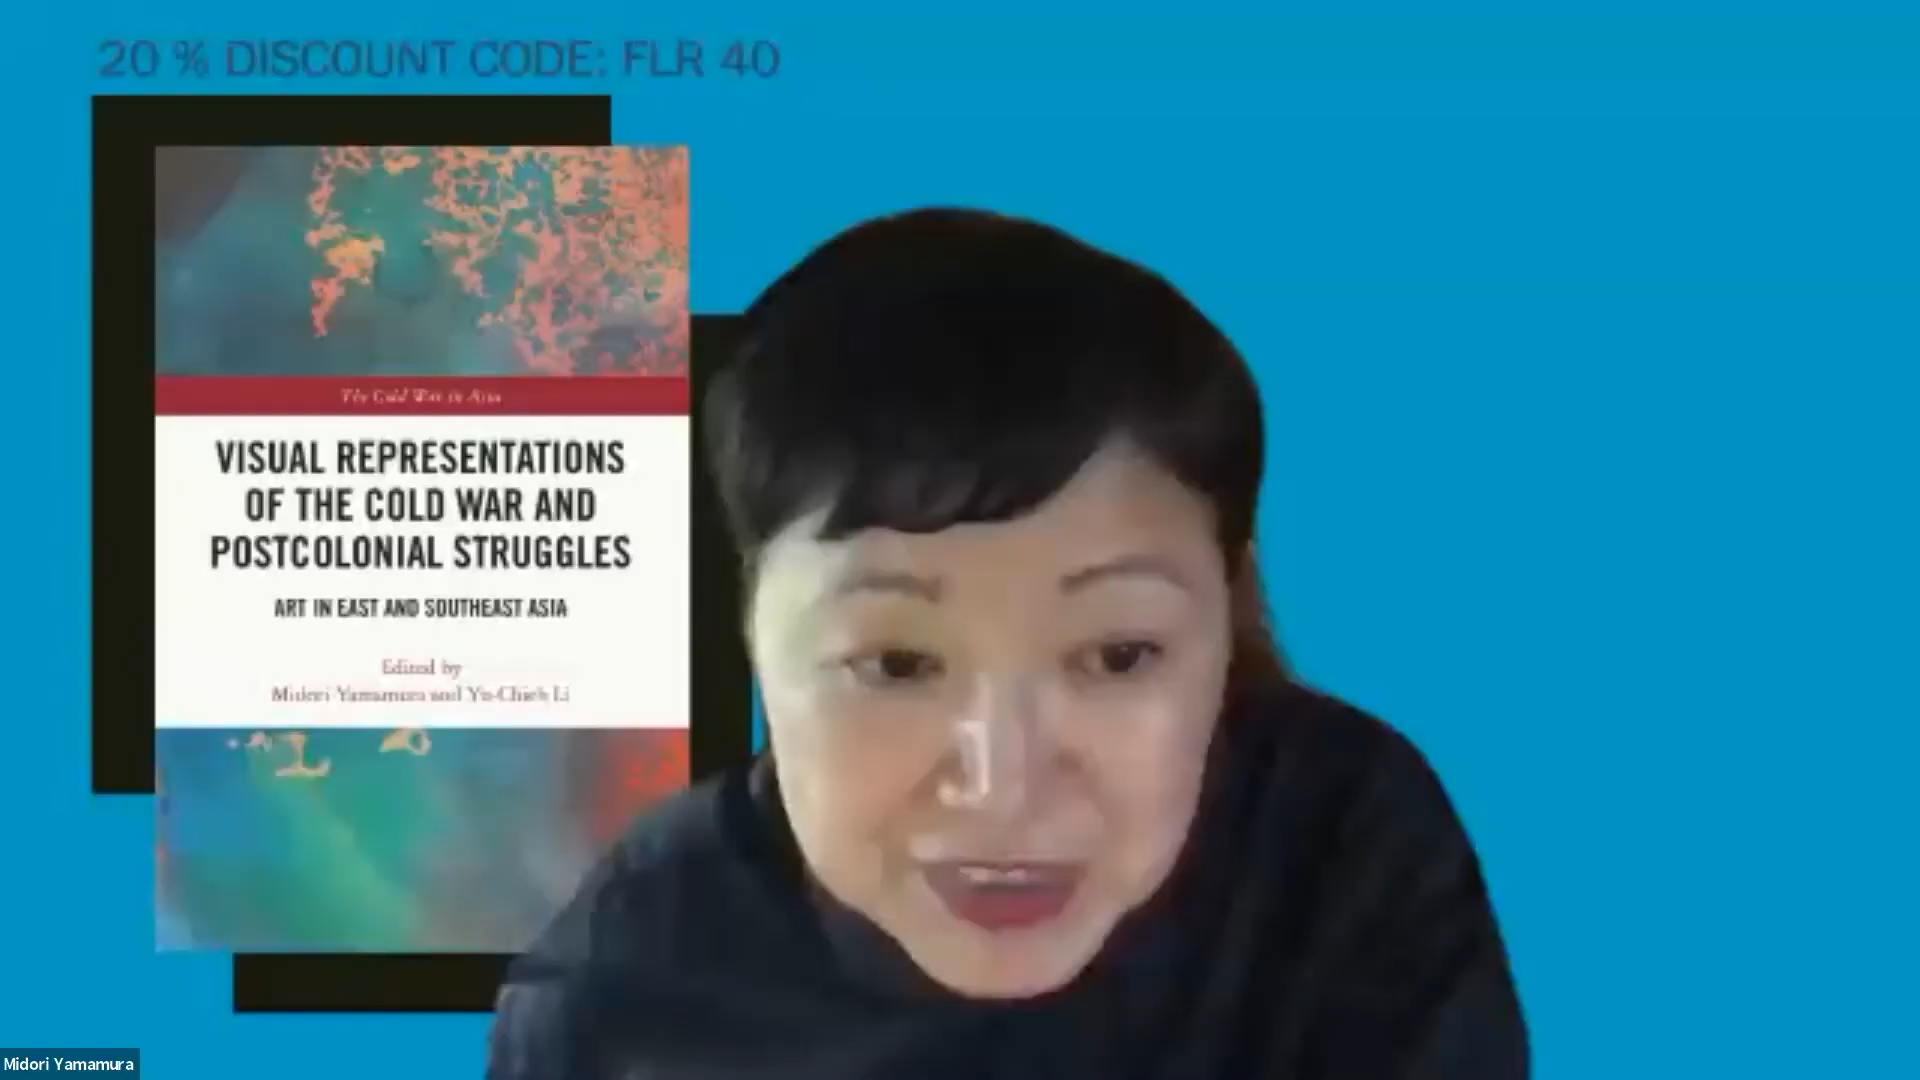 20 % DISCOUNT CODE: FLR 40
The Cold War in Asia
VISUAL REPRESENTATIONS
OF THE COLD WAR AND
POSTCOLONIAL STRUGGLES
ART IN EAST AND SOUTHEAST ASIA
Edited by
Midori Yamamura and Yu-Chieh Li
Midori Yamamura